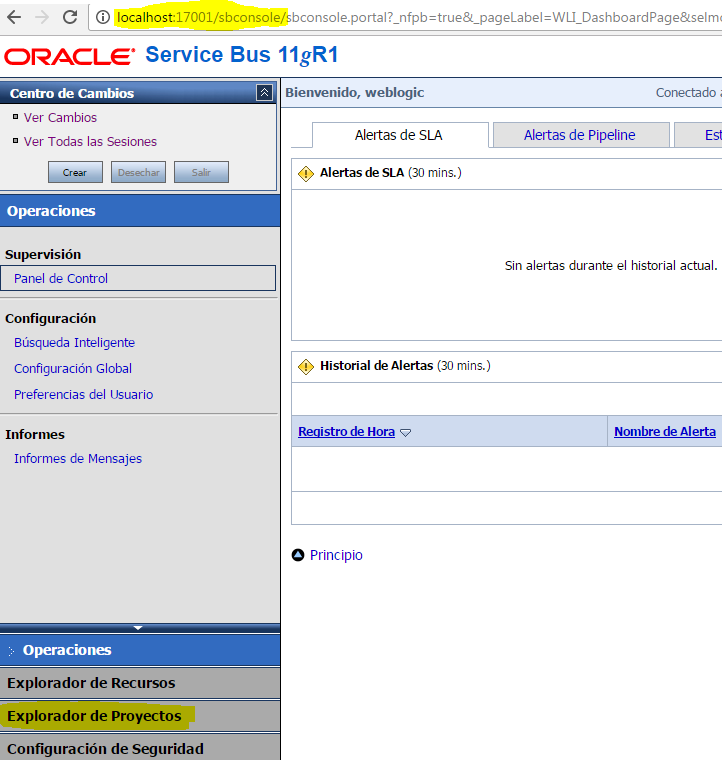 localhost:17001/sbconsole/sbconsole.portal?_nfpb=true&_pageLabel=WLI_DashboardPage&selmo
ORACLE Service Bus 11gR1
Centro de Cambios
Ver Cambios
Ver Todas las Sesiones
Crear Desechar Salir
Operaciones
Supervisión
Panel de Control
Configuración
Búsqueda Inteligente
Configuración Global
Preferencias del Usuario
Informes
Informes de Mensajes
Operaciones
Explorador de Recursos
Explorador de Proyectos
Configuración de Seguridad
Bienvenido, weblogic Conectado
Alertas de SLA Alertas de Pipeline Est
Alertas de SLA (30 mins.)
Sin alertas durante el historial actual.
Historial de Alertas (30 mins.)
Registro de Hora Nombre de Alerta
Principio